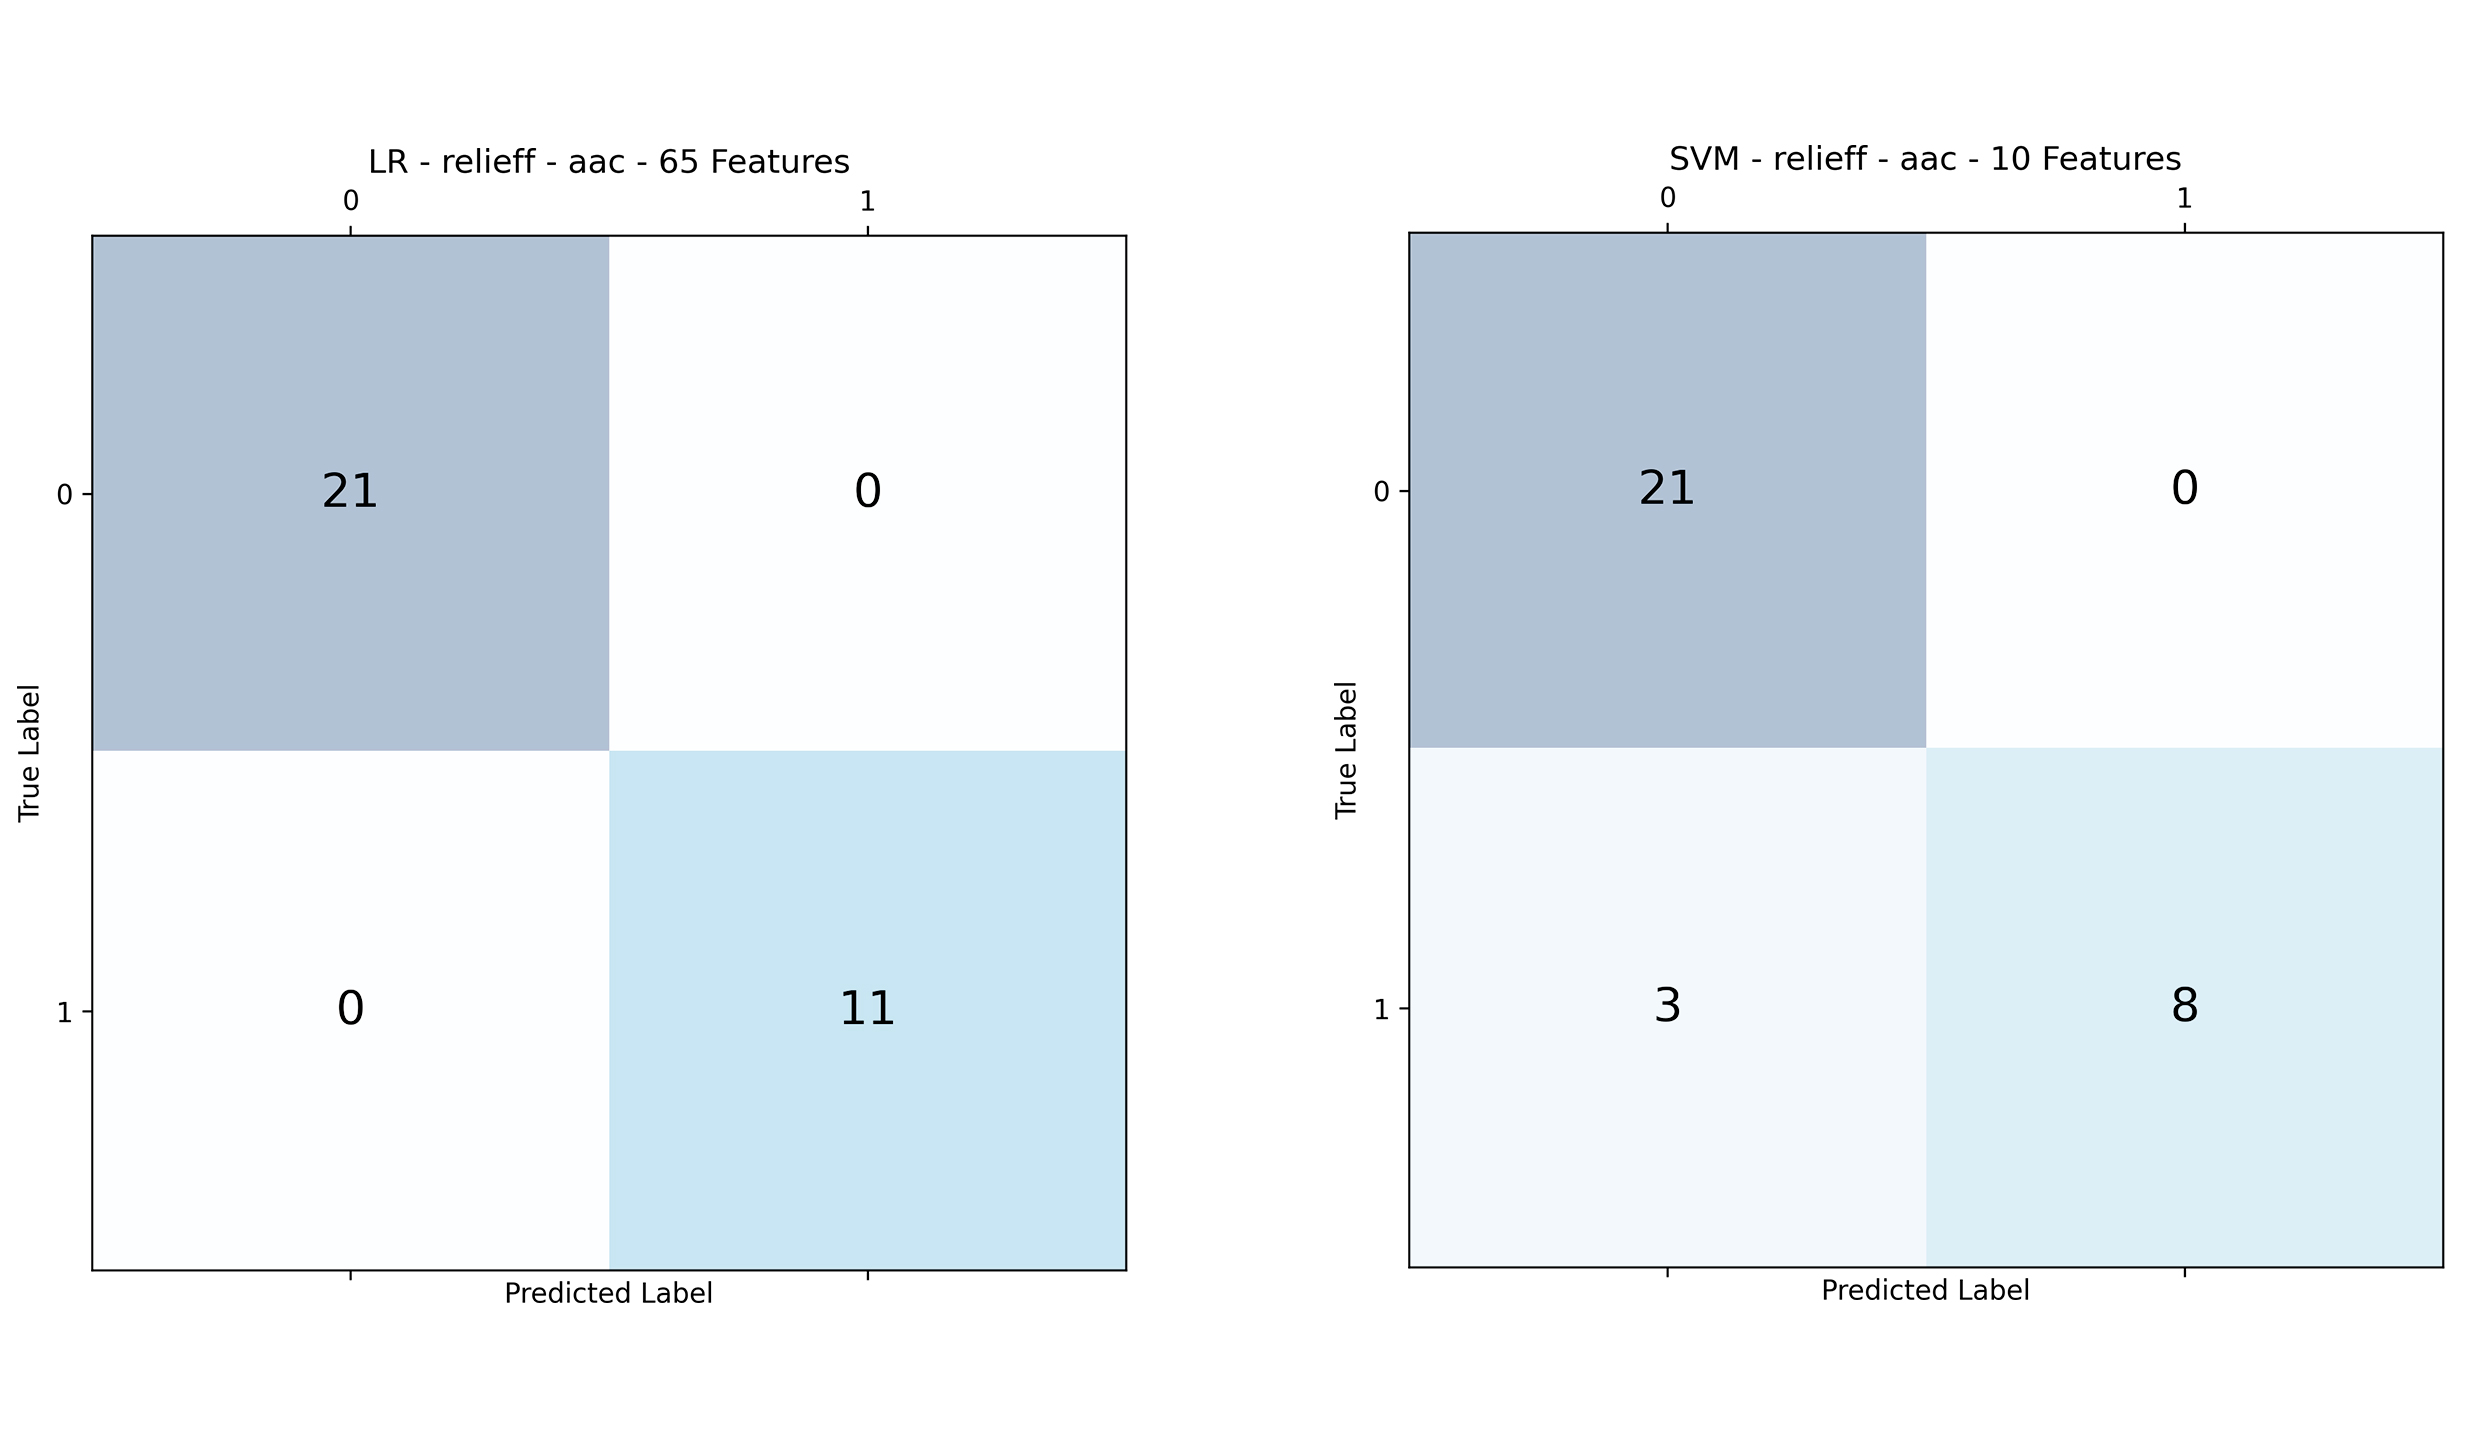 LR - relieff - aac - 65 Features
0 1
0 21 0
True Label
1 0 11
Predicted Label
SVM - relieff - aac - 10 Features
0 1
0 21 0
True Label
1 3 8
Predicted Label